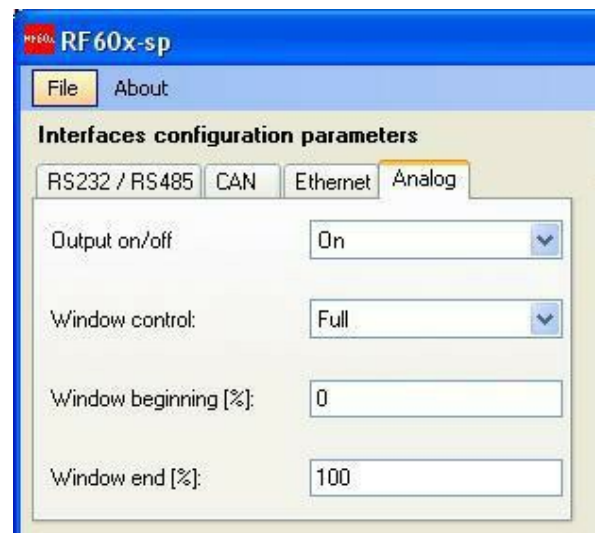 RF60x RF60x-sp
File About
Interfaces configuration parameters
RS232 / RS485 CAN Ethernet Analog
Output on/off On
Window control: Full
Window beginning [%]: 0
Window end [%]: 100